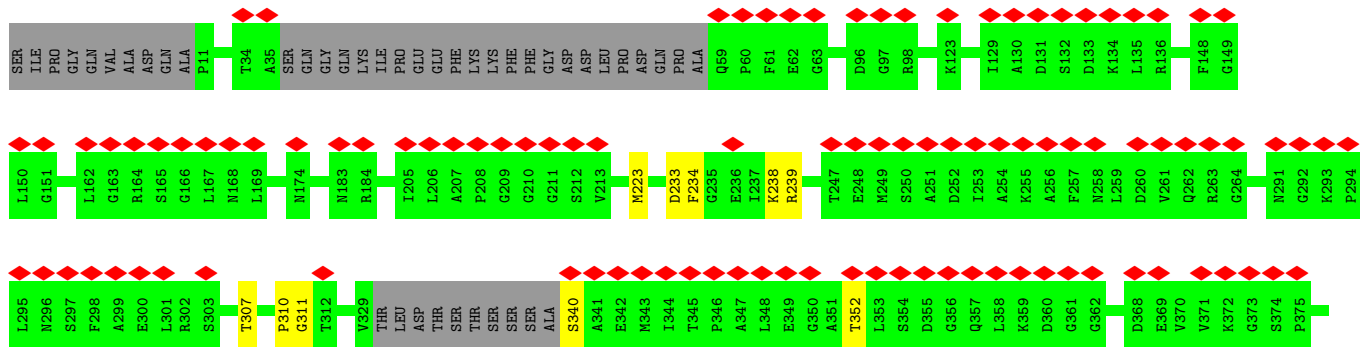 SER ILE PRO GLY GLN VAL ALA ASP GLN ALA P11 T34 A35 SER GLN GLY GLN LYS ILE PRO GLU GLU PHE LYS LYS PHE PHE GLY ASP ASP LEU PRO ASP GLN PRO ALA Q59 P60 F61 E62 G63 D96 G97 R98 K123 I129 A130 D131 S132 D133 K134 L135 R136 F148 G149
L150 G151 L162 G163 R164 S165 G166 L167 N168 L169 N174 N183 R184 I205 L206 A207 P208 G209 G210 G211 S212 V213 M223 D233 F234 G235 E236 I237 K238 R239 T247 E248 M249 S250 A251 D252 I253 A254 K255 A256 F257 N258 L259 D260 V261 Q262 R263 G264 N291 G292 K293 P294
L295 N296 S297 F298 A299 E300 L301 R302 S303 T307 P310 G311 T312 V329 THR LEU ASP THR SER THR SER SER SER ALA S340 A341 E342 M343 I344 T345 P346 A347 L348 E349 G350 A351 T352 L353 S354 D355 G356 Q357 L358 K359 D360 G361 G362 D368 E369 V370 V371 K372 G373 S374 P375